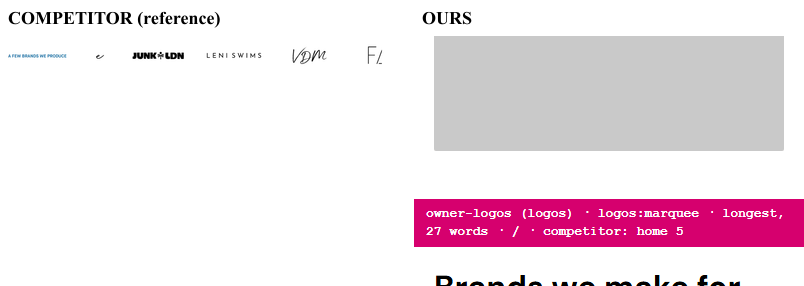 COMPETITOR (reference)
A FEW BRANDS WE PRODUCE
e
JUNK LDN
LENI SWIMS
VDM
OURS
owner-logos (logos) · logos:marquee · longest,
27 words · / · competitor: home 5
Brands we make for